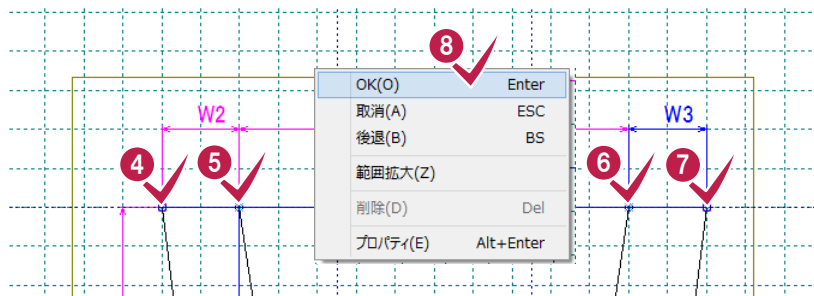 8
OK(O) Enter
取消(A) ESC
後退(B) BS
範囲拡大(Z)
削除(D) Del
プロパティ(E) Alt+Enter
W2
W3
4
5
6
7